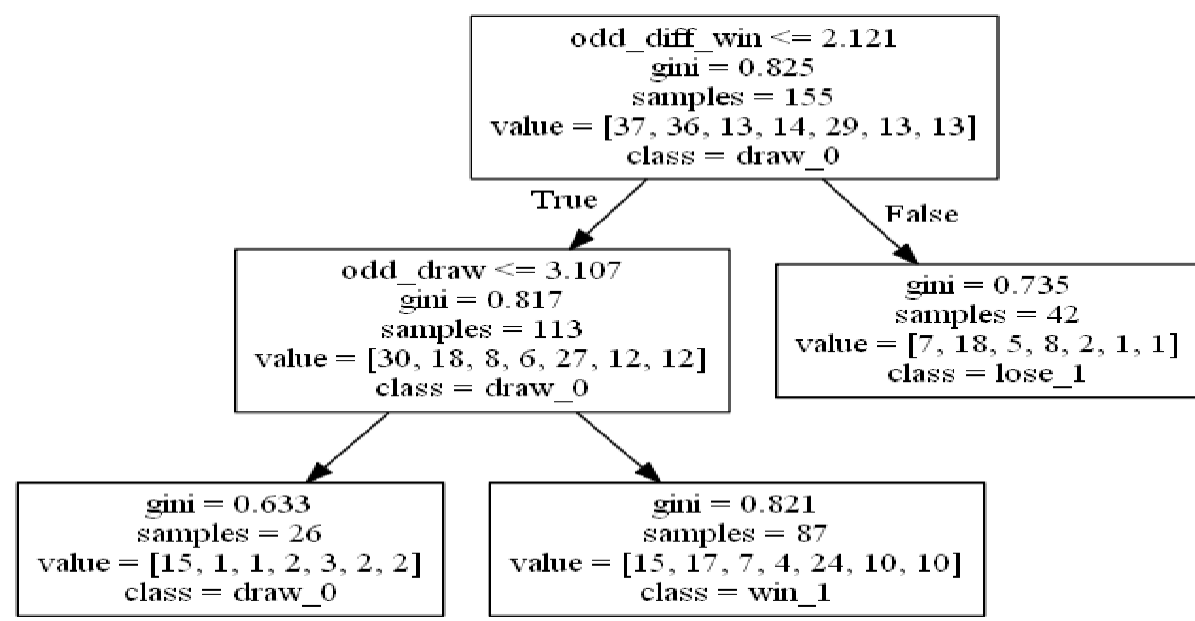 odd_diff_win <= 2.121
gini = 0.825
samples = 155
value = [37, 36, 13, 14, 29, 13, 13]
class = draw_0
True
False
odd_draw <= 3.107
gini = 0.817
samples = 113
value = [30, 18, 8, 6, 27, 12, 12]
class = draw_0
gini = 0.735
samples = 42
value = [7, 18, 5, 8, 2, 1, 1]
class = lose_1
gini = 0.633
samples = 26
value = [15, 1, 1, 2, 3, 2, 2]
class = draw_0
gini = 0.821
samples = 87
value = [15, 17, 7, 4, 24, 10, 10]
class = win_1